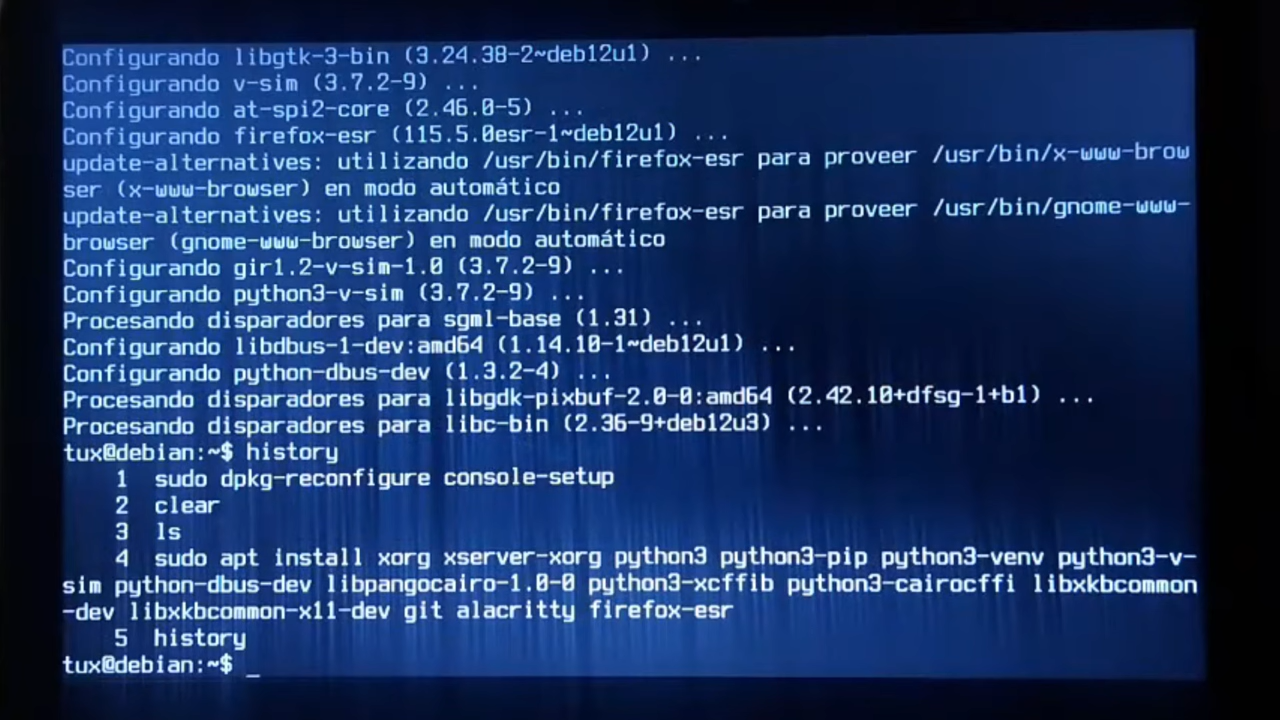 Configurando libgtk-3-bin (3.24.38-2~deb12u1) ...
Configurando v-sim (3.7.2-9) ...
Configurando at-spi2-core (2.46.0-5) ...
Configurando firefox-esr (115.5.0esr-1~deb12u1) ...
update-alternatives: utilizando /usr/bin/firefox-esr para proveer /usr/bin/x-www-brow
ser (x-www-browser) en modo automático
update-alternatives: utilizando /usr/bin/firefox-esr para proveer /usr/bin/gnome-www-
browser (gnome-www-browser) en modo automático
Configurando gir1.2-v-sim-1.0 (3.7.2-9) ...
Configurando python3-v-sim (3.7.2-9) ...
Procesando disparadores para sgml-base (1.31) ...
Configurando libdbus-1-dev:amd64 (1.14.10-1~deb12u1) ...
Configurando python-dbus-dev (1.3.2-4) ...
Procesando disparadores para libgdk-pixbuf-2.0-0:amd64 (2.42.10+dfsg-1+b1) ...
Procesando disparadores para libc-bin (2.36-9+deb12u3) ...
tux@debian:~$ history
    1  sudo dpkg-reconfigure console-setup
    2  clear
    3  ls
    4  sudo apt install xorg xserver-xorg python3 python3-pip python3-venv python3-v-
sim python-dbus-dev libpangocairo-1.0-0 python3-xcffib python3-cairocffi libxkbcommon
-dev libxkbcommon-x11-dev git alacritty firefox-esr
    5  history
tux@debian:~$ _